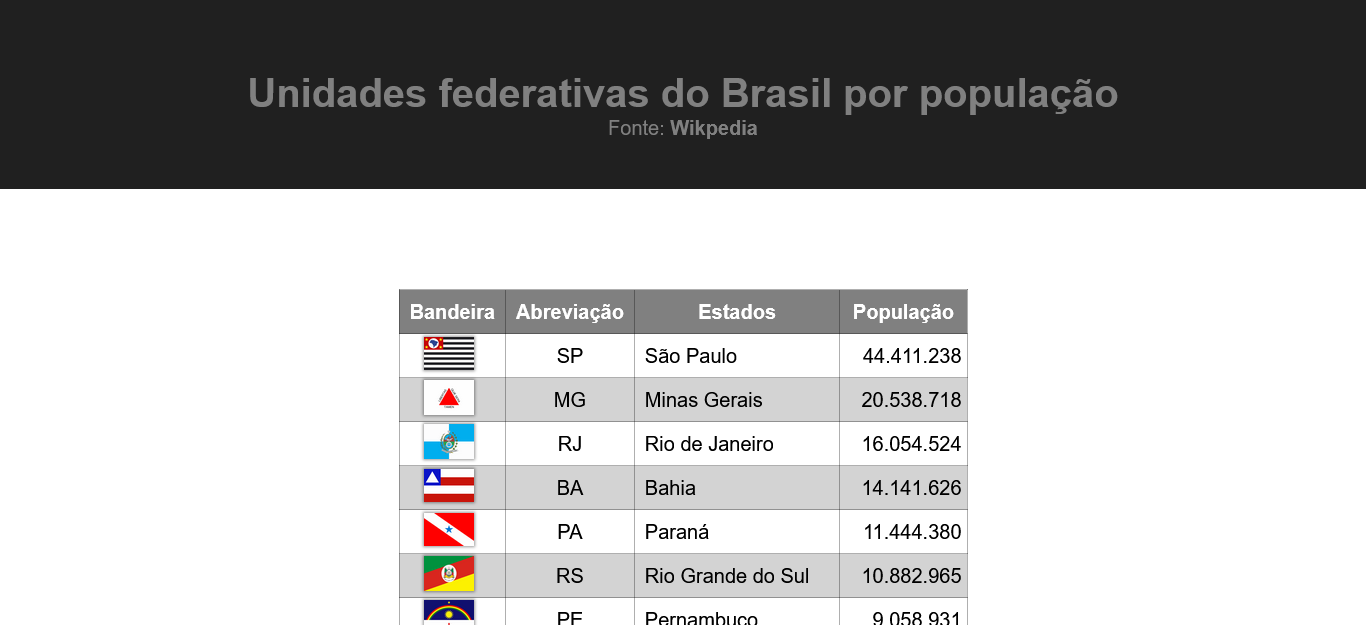 Unidades federativas do Brasil por população
Fonte: Wikpedia
Bandeira Abreviação Estados População
SP São Paulo 44.411.238
MG Minas Gerais 20.538.718
RJ Rio de Janeiro 16.054.524
BA Bahia 14.141.626
PA Paraná 11.444.380
RS Rio Grande do Sul 10.882.965
PE Pernambuco 9.058.931